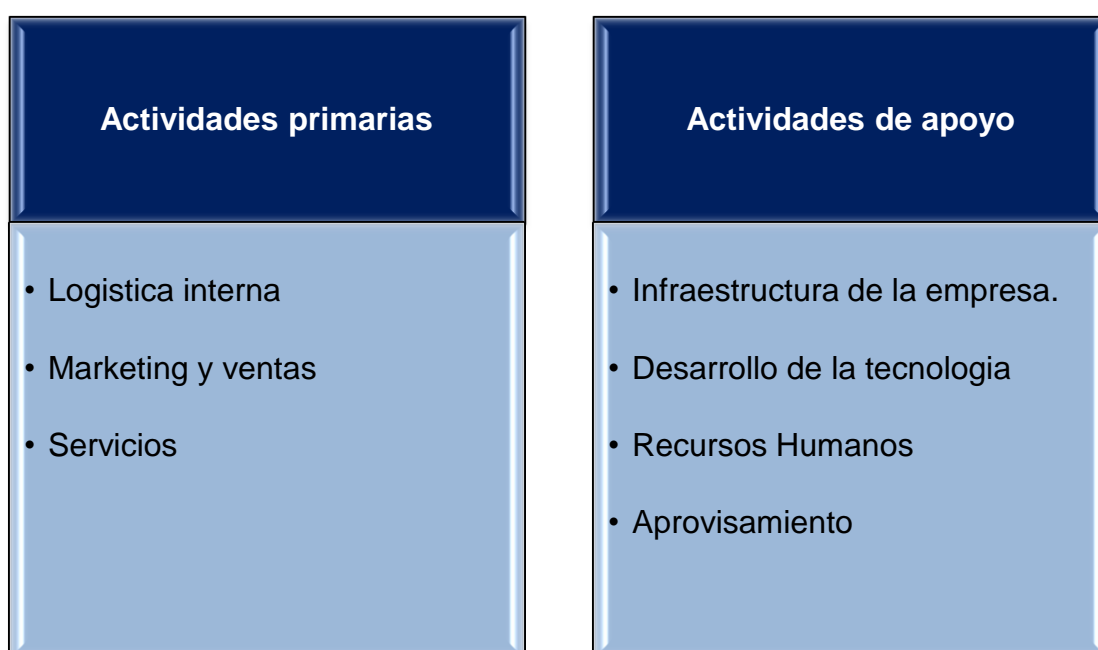 Actividades primarias
• Logistica interna
• Marketing y ventas
• Servicios
Actividades de apoyo
• Infraestructura de la empresa.
• Desarrollo de la tecnologia
• Recursos Humanos
• Aprovisamiento